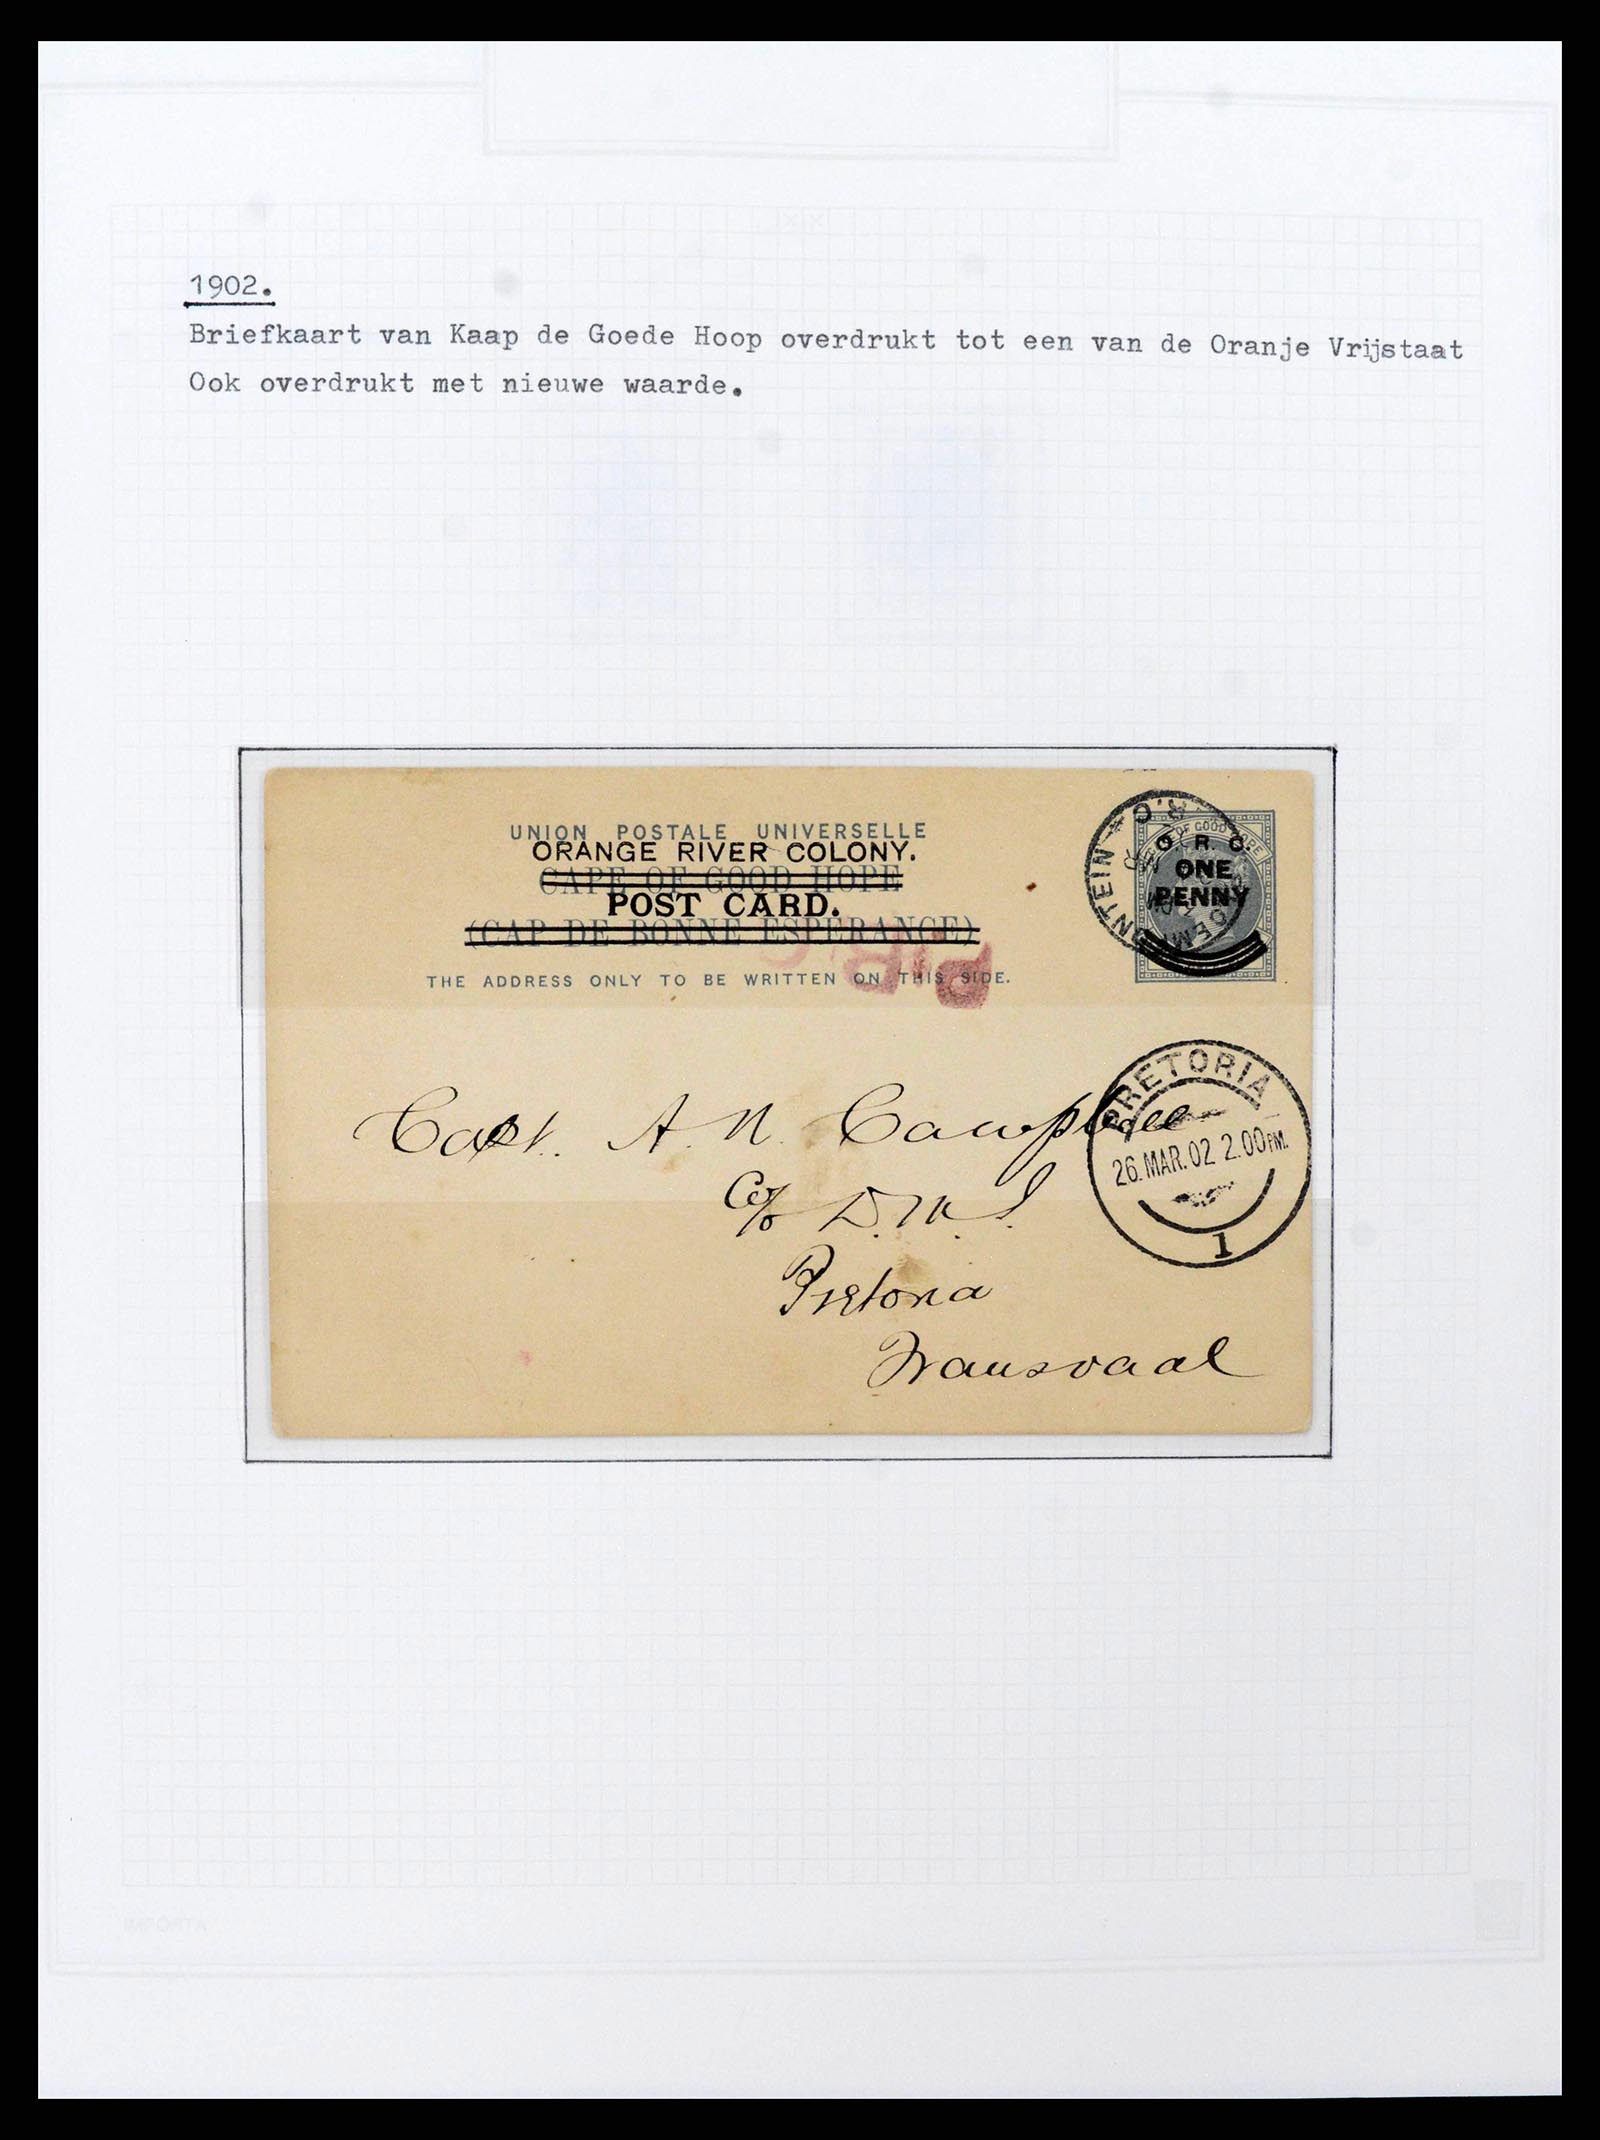 1902.
Briefkaart van Kaap de Goede Hoop overdrukt tot een van de Oranje Vrijstaat
Ook overdrukt met nieuwe waarde.
UNION POSTALE UNIVERSELLE
ORANGE RIVER COLONY.
CAPE OF GOOD HOPE
POST CARD.
(CAP DE BONNE ESPERANCE)
THE ADDRESS ONLY TO BE WRITTEN ON THIS SIDE.
O. R. C.
ONE
PENNY
PRETORIA
26.MAR.02 2.00PM.
1
Capt. A. N. Campbell
C/o D.M.I.
Pretoria
Transvaal
IMPORTA